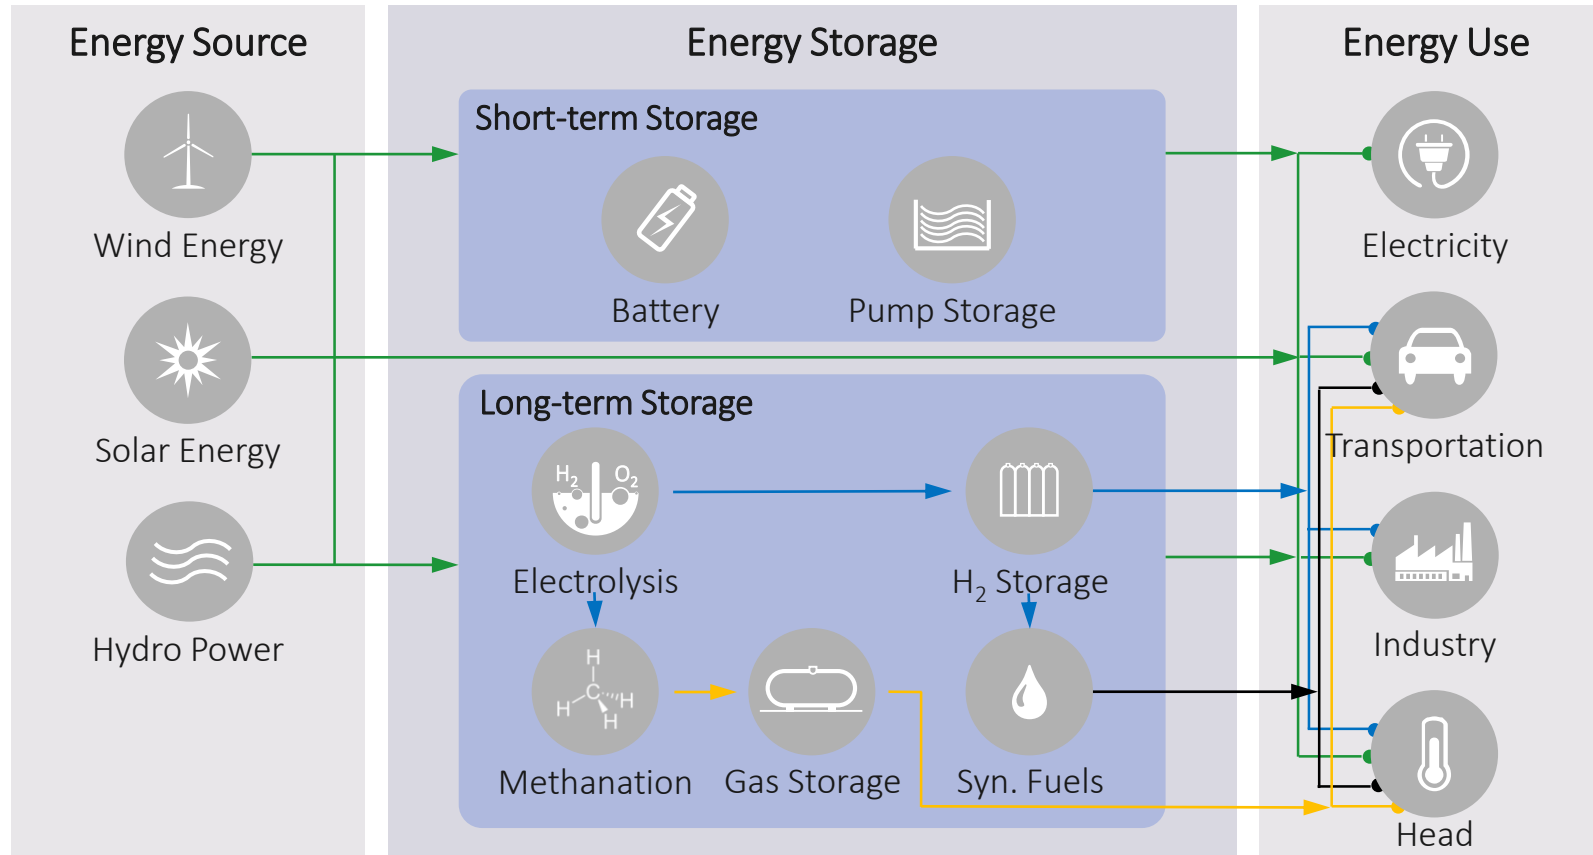 Energy Source
Energy Storage
Energy Use
Short-term Storage
Wind Energy
Battery
Pump Storage
Electricity
Solar Energy
Long-term Storage
Transportation
H2 O2
Electrolysis
H2 Storage
Hydro Power
Industry
H
C
H
H
H
Methanation
Gas Storage
Syn. Fuels
Head